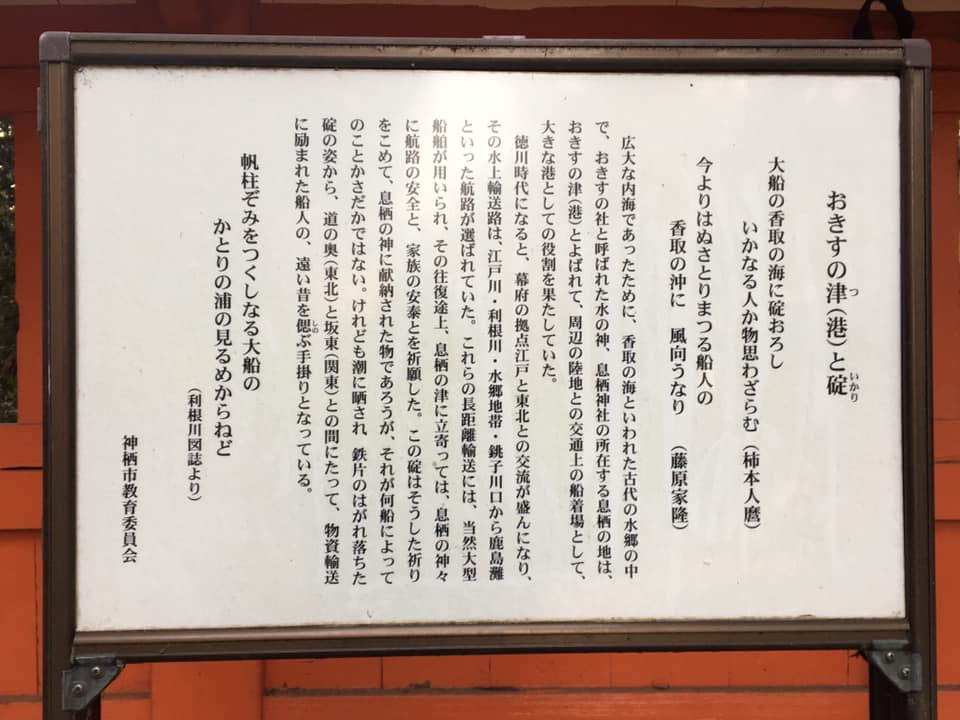 おきすの津（港）と碇
大船の香取の海に碇おろし
いかなる人か物思わざらむ （柿本人麿）
今よりはぬさとりまつる船人の
香取の沖に 風向うなり （藤原家隆）
広大な内海であったために、香取の海といわれた古代の水郷の中
で、おきすの社と呼ばれた水の神、息栖神社の所在する息栖の地は、
おきすの津（港）とよばれて、周辺の陸地との交通上の船着場として、
大きな港としての役割を果たしていた。
徳川時代になると、幕府の拠点江戸と東北との交流が盛んになり、
その水上輸送路は、江戸川・利根川・水郷地帯・銚子川口から鹿島灘
といった航路が選ばれていた。これらの長距離輸送には、当然大型
船舶が用いられ、その往復途上、息栖の津に立寄っては、息栖の神々
に航路の安全と、家族の安泰とを祈願した。この碇はそうした祈り
をこめて、息栖の神に献納された物であろうが、それが何船によって
のことかさだかではない。けれども潮に晒され 鉄片のはがれ落ちた
碇の姿から、道の奥（東北）と坂東（関東）との間にたって、物資輸送
に励まれた船人の、遠い昔を偲ぶ手掛りとなっている。
帆柱ぞみをつくしなる大船の
かとりの浦の見るめからねど
（利根川図誌より）
神栖市教育委員会